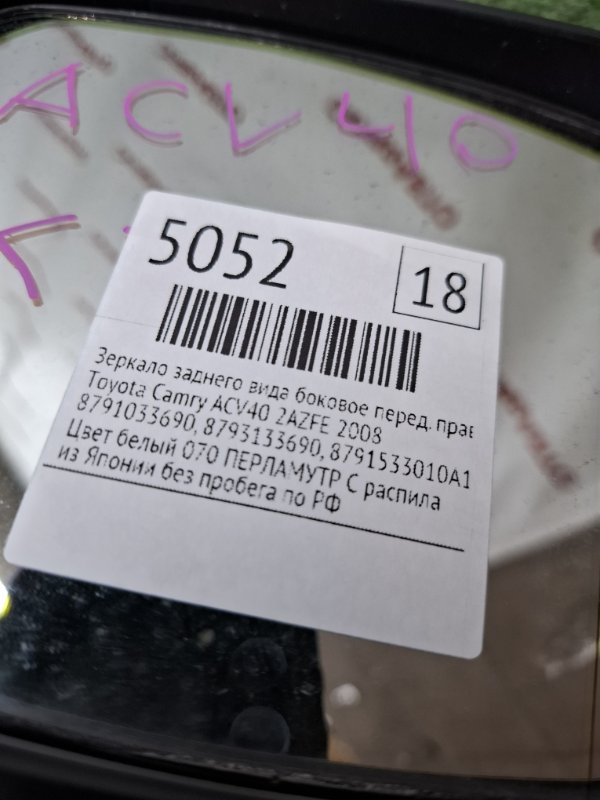 ACV40
5052
18
Зеркало заднего вида боковое перед. прав
Toyota Camry ACV40 2AZFE 2008
8791033690, 8793133690, 8791533010A1
Цвет белый 070 ПЕРЛАМУТР С распила
из Японии без пробега по РФ